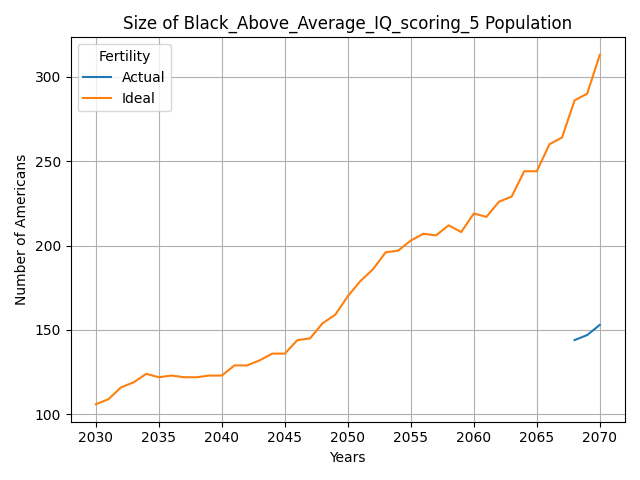 Size of Black_Above_Average_IQ_scoring_5 Population
Fertility
Actual
Ideal
Number of Americans
300
250
200
150
100
2030 2035 2040 2045 2050 2055 2060 2065 2070
Years